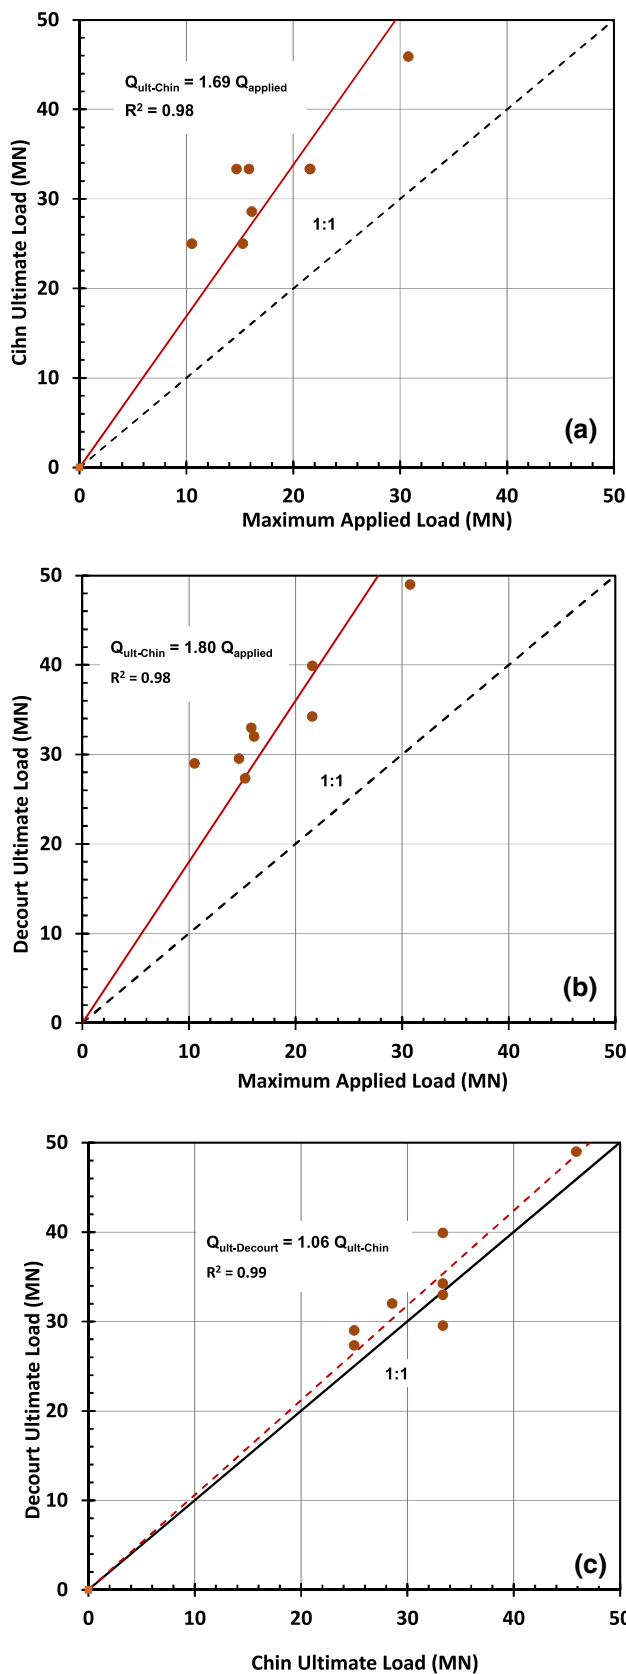 50
40
30
20
10
0
Cihn Ultimate Load (MN)
Q_ult-Chin = 1.69 Q_applied
R² = 0.98
1:1
(a)
0 10 20 30 40 50
Maximum Applied Load (MN)
50
40
30
20
10
0
Decourt Ultimate Load (MN)
Q_ult-Chin = 1.80 Q_applied
R² = 0.98
1:1
(b)
0 10 20 30 50
Maximum Applied Load (MN)
50
40
30
20
10
0
Decourt Ultimate Load (MN)
Q_ult-Decourt = 1.06 Q_ult-Chin
R² = 0.99
1:1
(c)
0 10 20 30 40 50
Chin Ultimate Load (MN)